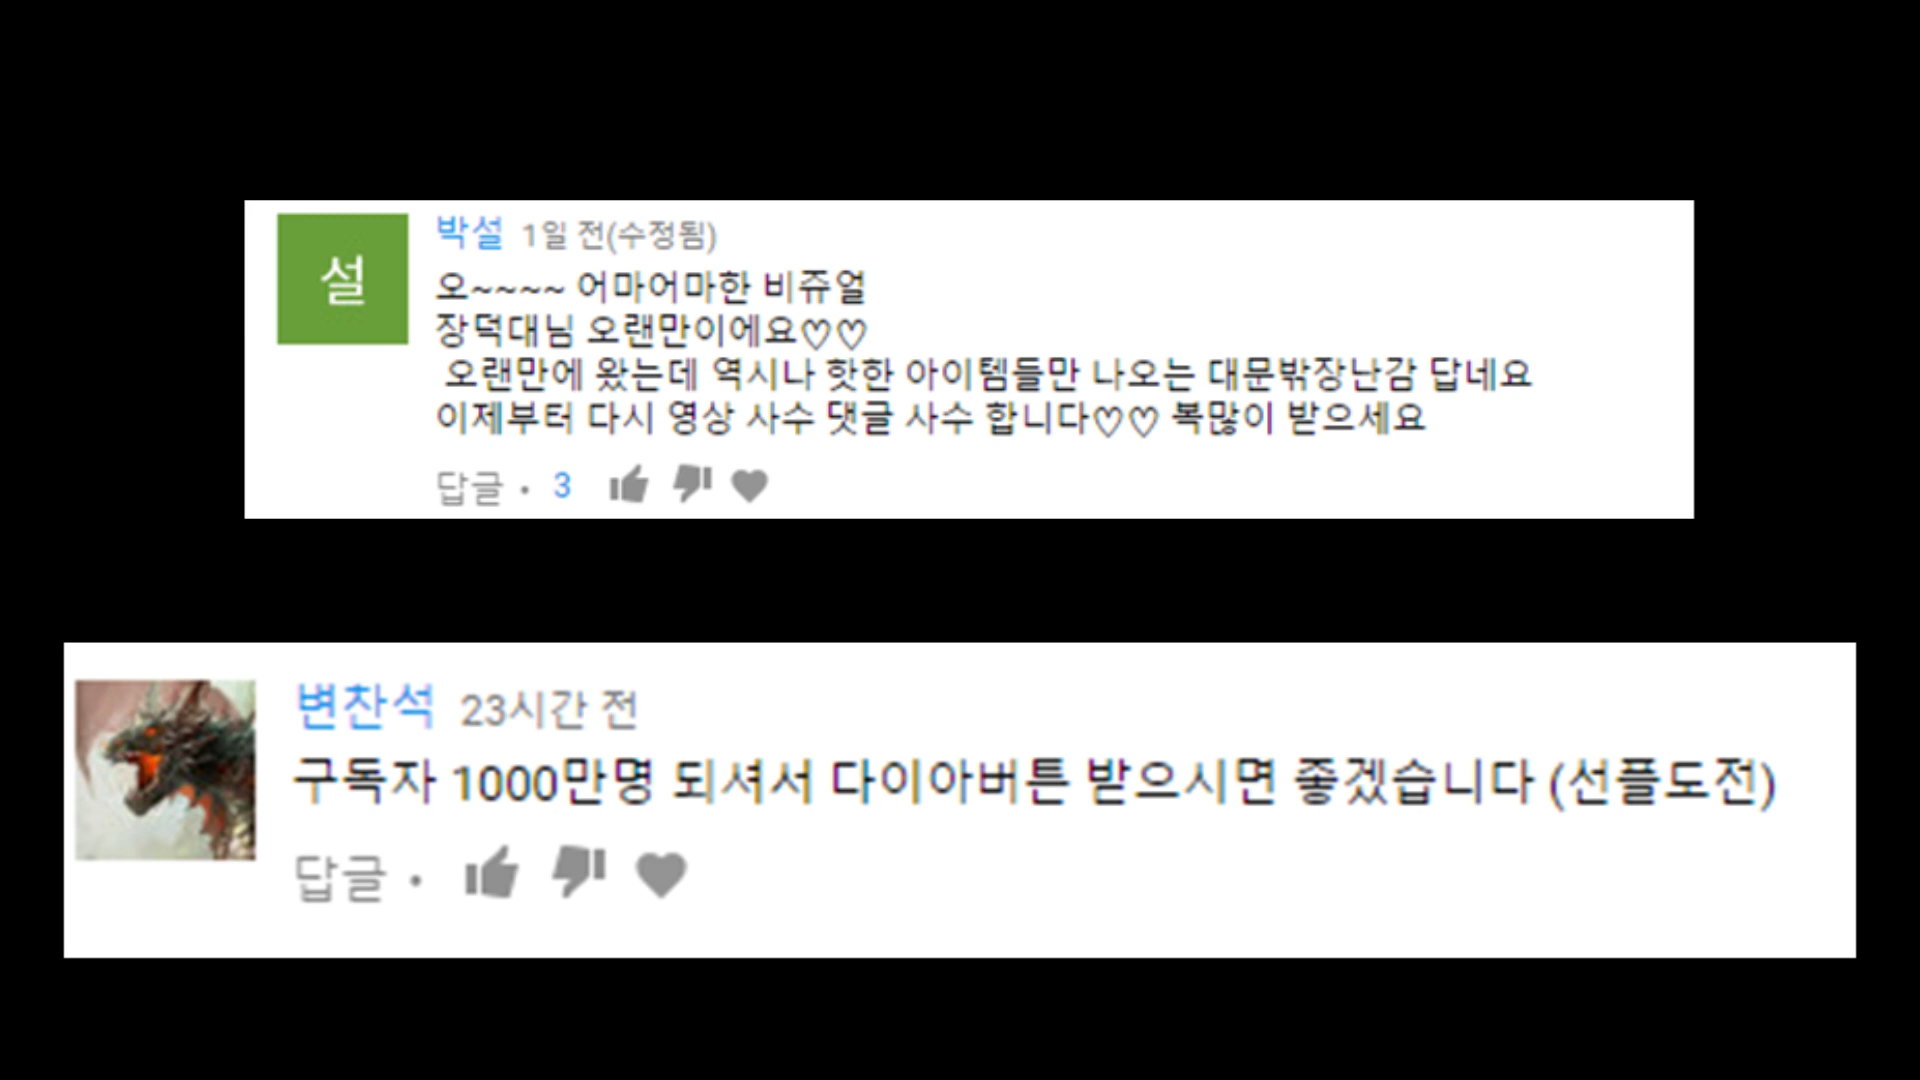 설
박설 1일 전(수정됨)
오~~~~ 어마어마한 비쥬얼
장덕대님 오랜만이에요♡♡
오랜만에 왔는데 역시나 핫한 아이템들만 나오는 대문밖장난감 답네요
이제부터 다시 영상 사수 댓글 사수 합니다♡♡ 복많이 받으세요
답글 • 3
변찬석 23시간 전
구독자 1000만명 되셔서 다이아버튼 받으시면 좋겠습니다 (선플도전)
답글 •